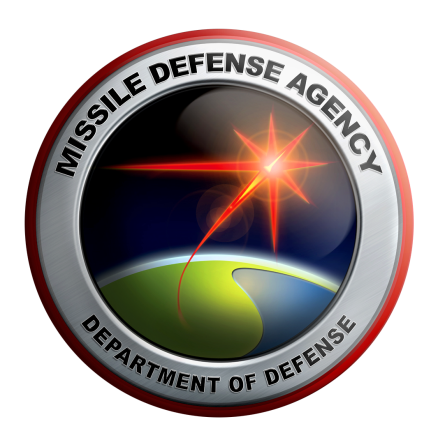 MISSILE DEFENSE AGENCY
DEPARTMENT OF DEFENSE